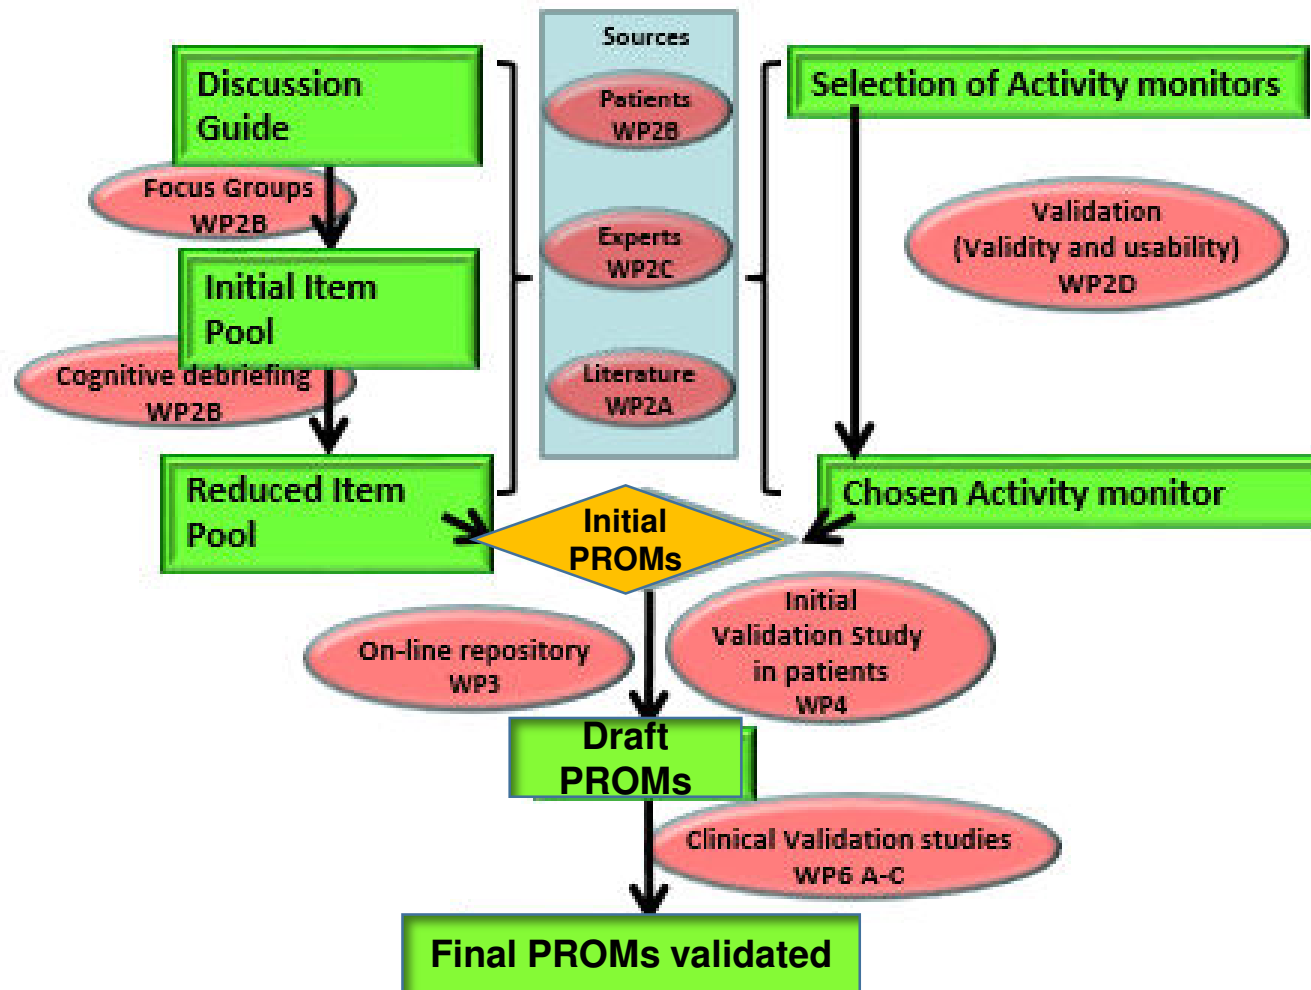 Discussion
Guide
Focus Groups
WP2B
Initial Item
Pool
Cognitive debriefing
WP2B
Reduced Item
Pool
Sources
Patients
WP2B
Experts
WP2C
Literature
WP2A
Selection of Activity monitors
Validation
(Validity and usability)
WP2D
Chosen Activity monitor
Initial
PROMs
On-line repository
WP3
Initial
Validation Study
in patients
WP4
Draft
PROMs
Clinical Validation studies
WP6 A-C
Final PROMs validated